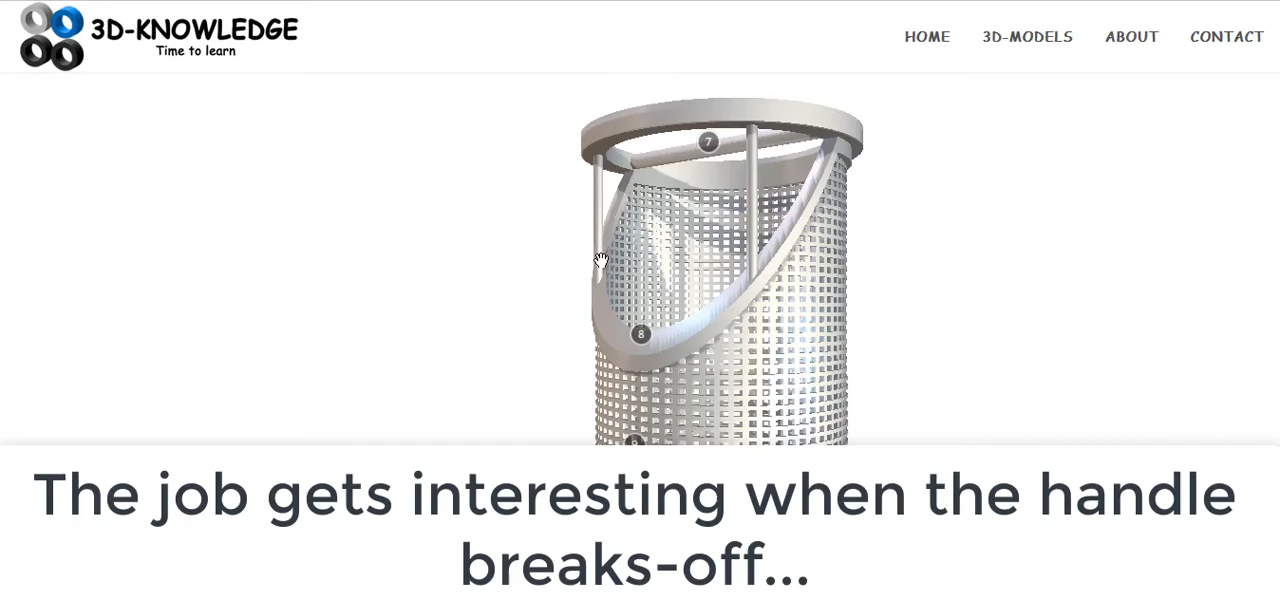 3D-KNOWLEDGE
Time to learn
HOME 3D-MODELS ABOUT CONTACT
7
8
9
The job gets interesting when the handle
breaks-off...